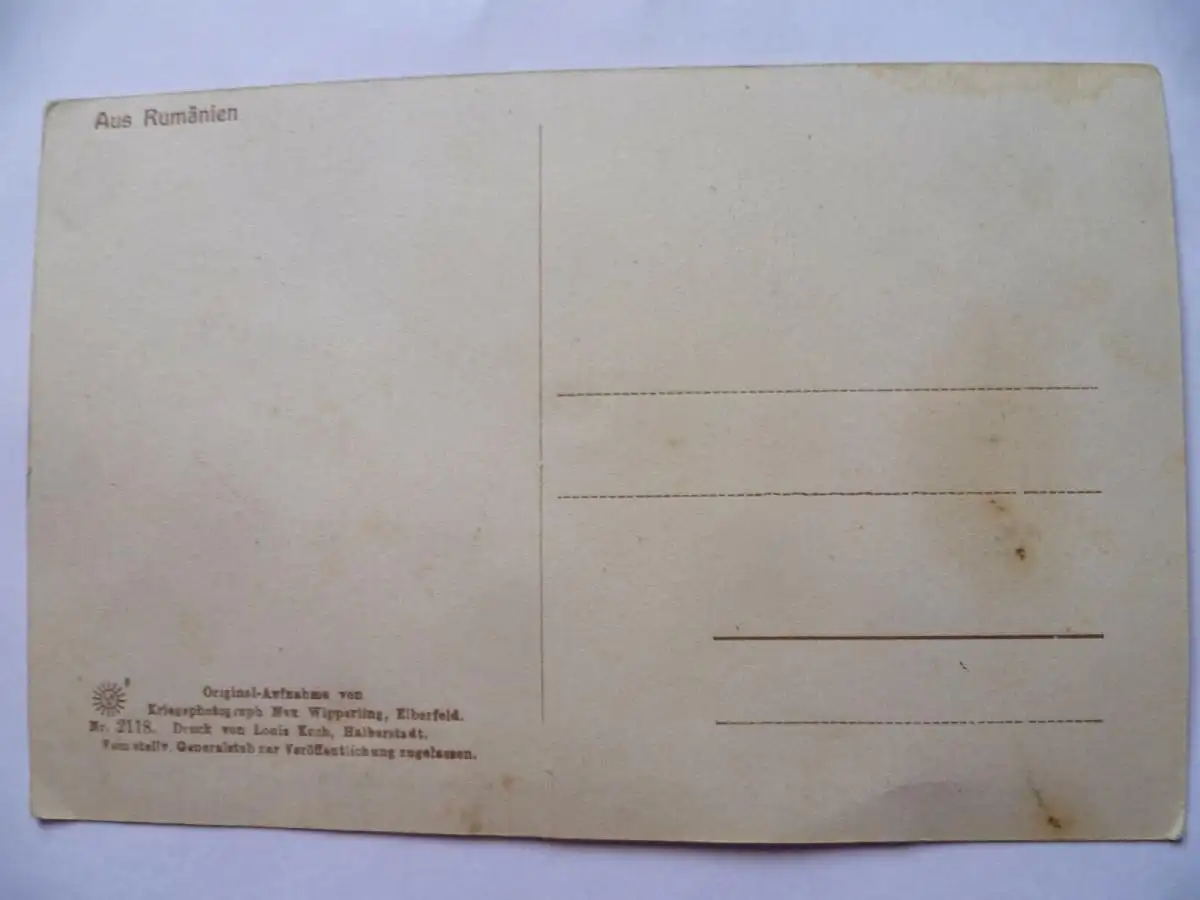 Aus Rumänien
Original-Aufnahme von
Kriegsphotograph Max Wipperling, Elberfeld.
Nr. 2118. Druck von Louis Koch, Halberstadt.
Vom stellv. Generalstab zur Veröffentlichung zugelassen.